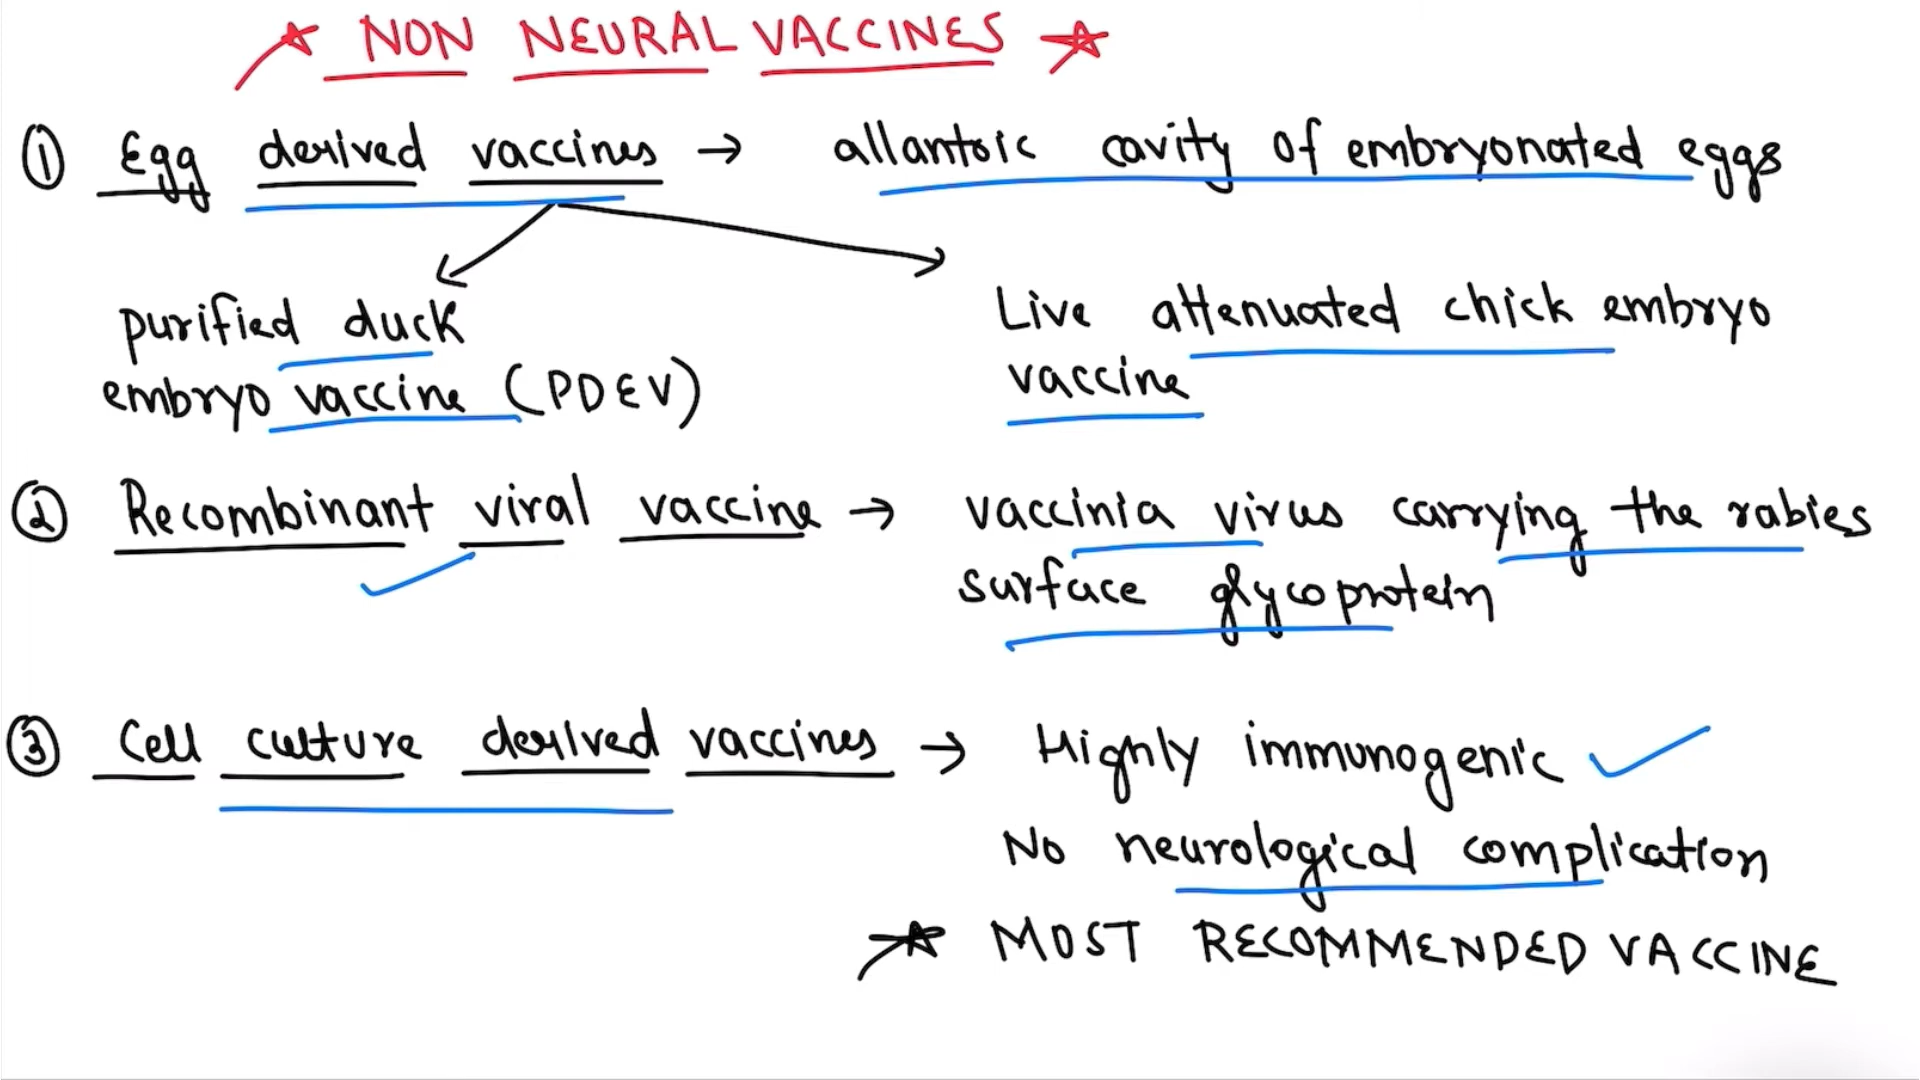 NON NEURAL VACCINES
① Egg derived vaccines → allantoic cavity of embryonated eggs
purified duck
embryo vaccine (PDEV)
Live attenuated chick embryo
vaccine
② Recombinant viral vaccine → vaccinia virus carrying the rabies
surface glycoprotein
③ Cell culture derived vaccines → Highly immunogenic
No neurological complication
MOST RECOMMENDED VACCINE